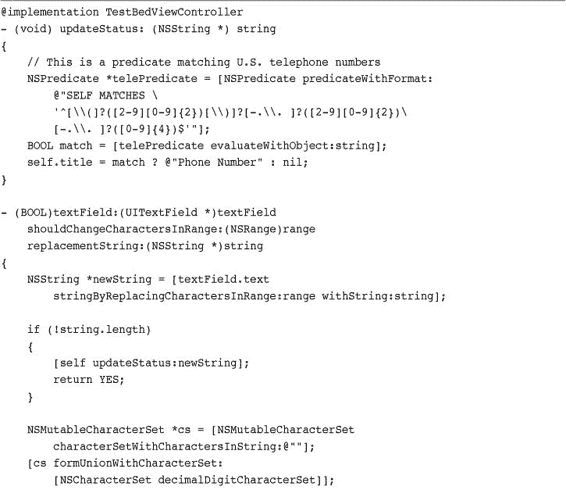 @implementation TestBedViewController
- (void) updateStatus: (NSString *) string
{
    // This is a predicate matching U.S. telephone numbers
    NSPredicate *telePredicate = [NSPredicate predicateWithFormat:
        @"SELF MATCHES \
        '^[\\(]?([2-9][0-9]{2})[\\)]?[-.\\. ]?([2-9][0-9]{2})\
        [-.\\. ]?([0-9]{4})$'"];
    BOOL match = [telePredicate evaluateWithObject:string];
    self.title = match ? @"Phone Number" : nil;
}

- (BOOL)textField:(UITextField *)textField
    shouldChangeCharactersInRange:(NSRange)range
    replacementString:(NSString *)string
{
    NSString *newString = [textField.text
        stringByReplacingCharactersInRange:range withString:string];

    if (!string.length)
    {
        [self updateStatus:newString];
        return YES;
    }

    NSMutableCharacterSet *cs = [NSMutableCharacterSet
        characterSetWithCharactersInString:@""];
    [cs formUnionWithCharacterSet:
        [NSCharacterSet decimalDigitCharacterSet]];